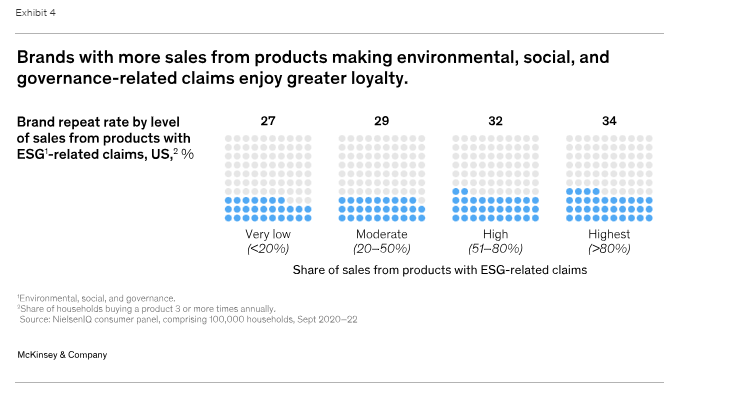 Exhibit 4
Brands with more sales from products making environmental, social, and
governance-related claims enjoy greater loyalty.
Brand repeat rate by level
of sales from products with
ESG¹-related claims, US,² %
27 29 32 34
Very low Moderate High Highest
(<20%) (20–50%) (51–80%) (>80%)
Share of sales from products with ESG-related claims
¹Environmental, social, and governance.
²Share of households buying a product 3 or more times annually.
Source: NielsenIQ consumer panel, comprising 100,000 households, Sept 2020–22
McKinsey & Company